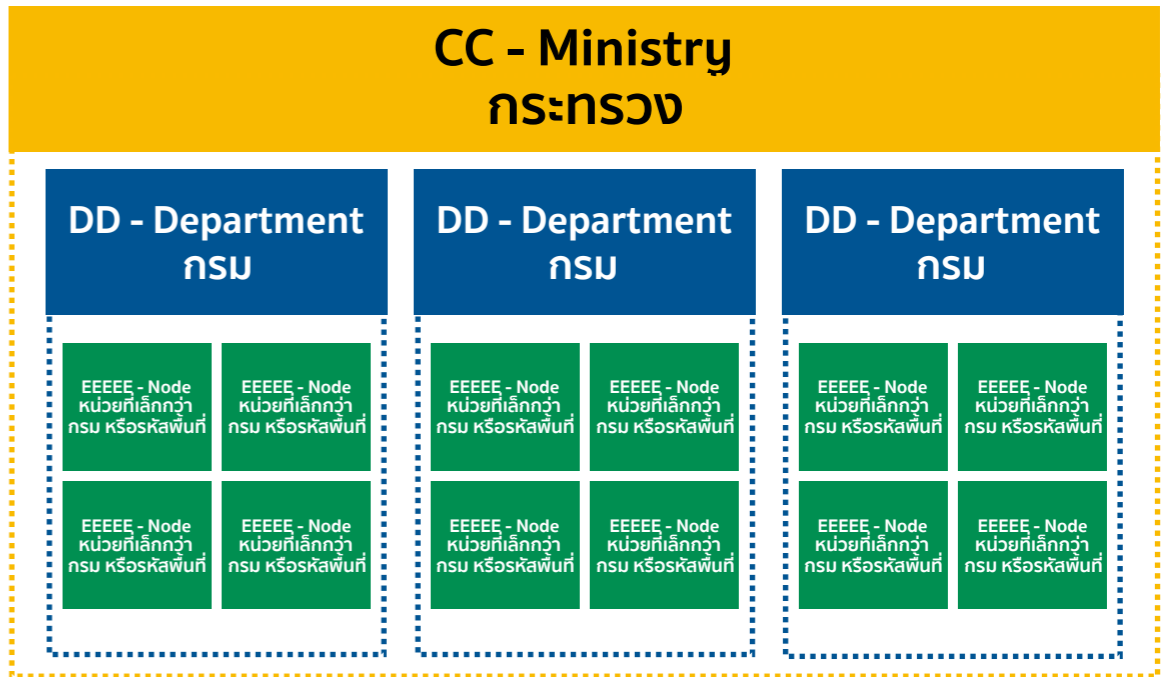 CC - Ministry
กระทรวง
DD - Department
กรม
DD - Department
กรม
DD - Department
กรม
EEEEE - Node
หน่วยที่เล็กกว่า
กรม หรือรหัสพื้นที่
EEEEE - Node
หน่วยที่เล็กกว่า
กรม หรือรหัสพื้นที่
EEEEE - Node
หน่วยที่เล็กกว่า
กรม หรือรหัสพื้นที่
EEEEE - Node
หน่วยที่เล็กกว่า
กรม หรือรหัสพื้นที่
EEEEE - Node
หน่วยที่เล็กกว่า
กรม หรือรหัสพื้นที่
EEEEE - Node
หน่วยที่เล็กกว่า
กรม หรือรหัสพื้นที่
EEEEE - Node
หน่วยที่เล็กกว่า
กรม หรือรหัสพื้นที่
EEEEE - Node
หน่วยที่เล็กกว่า
กรม หรือรหัสพื้นที่
EEEEE - Node
หน่วยที่เล็กกว่า
กรม หรือรหัสพื้นที่
EEEEE - Node
หน่วยที่เล็กกว่า
กรม หรือรหัสพื้นที่
EEEEE - Node
หน่วยที่เล็กกว่า
กรม หรือรหัสพื้นที่
EEEEE - Node
หน่วยที่เล็กกว่า
กรม หรือรหัสพื้นที่